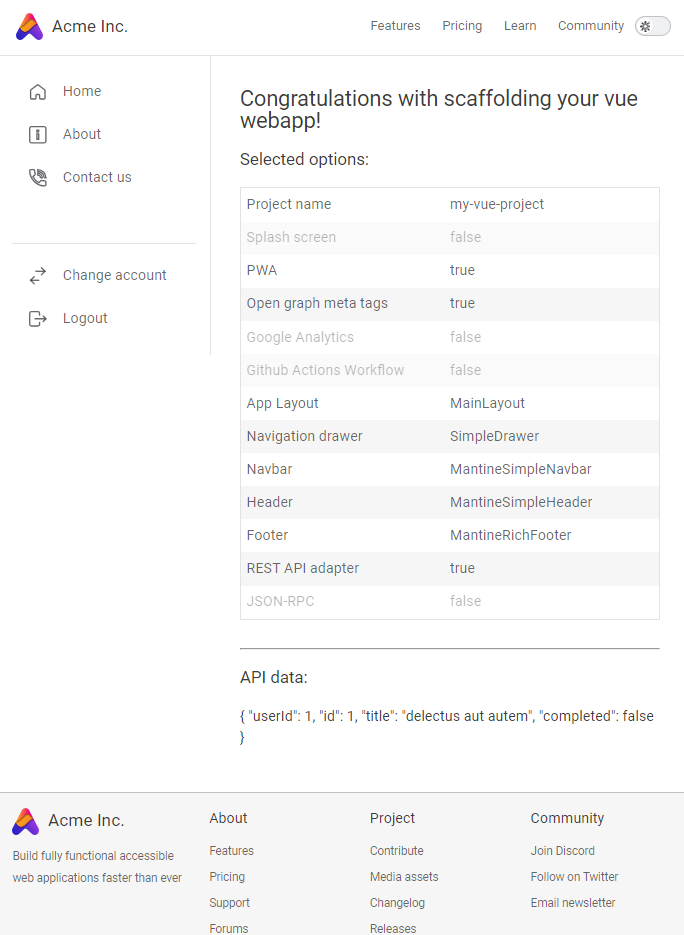 Acme Inc.
Features Pricing Learn Community
Home
About
Contact us
Change account
Logout
Congratulations with scaffolding your vue
webapp!
Selected options:
Project name my-vue-project
Splash screen false
PWA true
Open graph meta tags true
Google Analytics false
Github Actions Workflow false
App Layout MainLayout
Navigation drawer SimpleDrawer
Navbar MantineSimpleNavbar
Header MantineSimpleHeader
Footer MantineRichFooter
REST API adapter true
JSON-RPC false
API data:
{ "userId": 1, "id": 1, "title": "delectus aut autem", "completed": false
}
Acme Inc.
Build fully functional accessible
web applications faster than ever
About
Features
Pricing
Support
Forums
Project
Contribute
Media assets
Changelog
Releases
Community
Join Discord
Follow on Twitter
Email newsletter